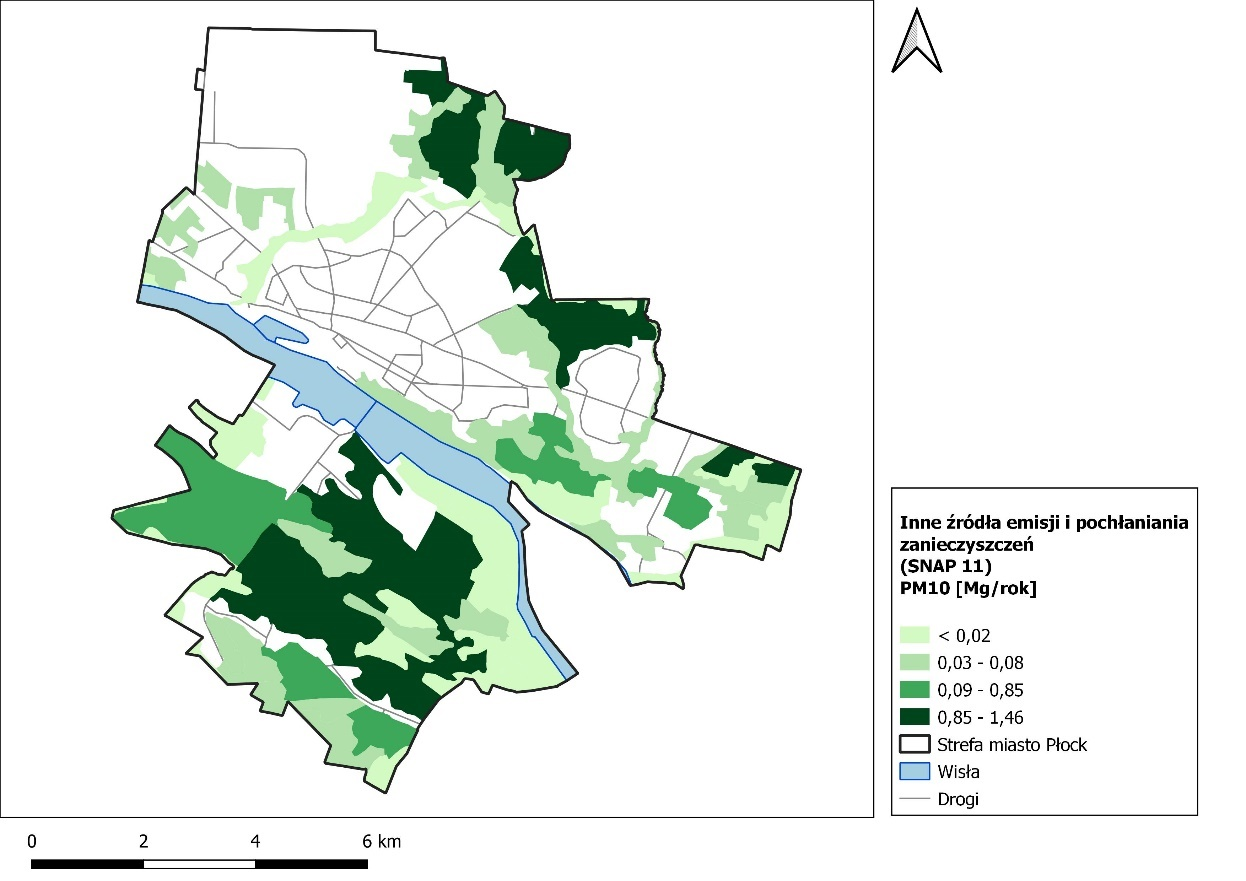 Inne źródła emisji i pochłaniania
zanieczyszczeń
(SNAP 11)
PM10 [Mg/rok]
< 0,02
0,03 - 0,08
0,09 - 0,85
0,85 - 1,46
Strefa miasto Płock
Wisła
Drogi
0 2 4 6 km